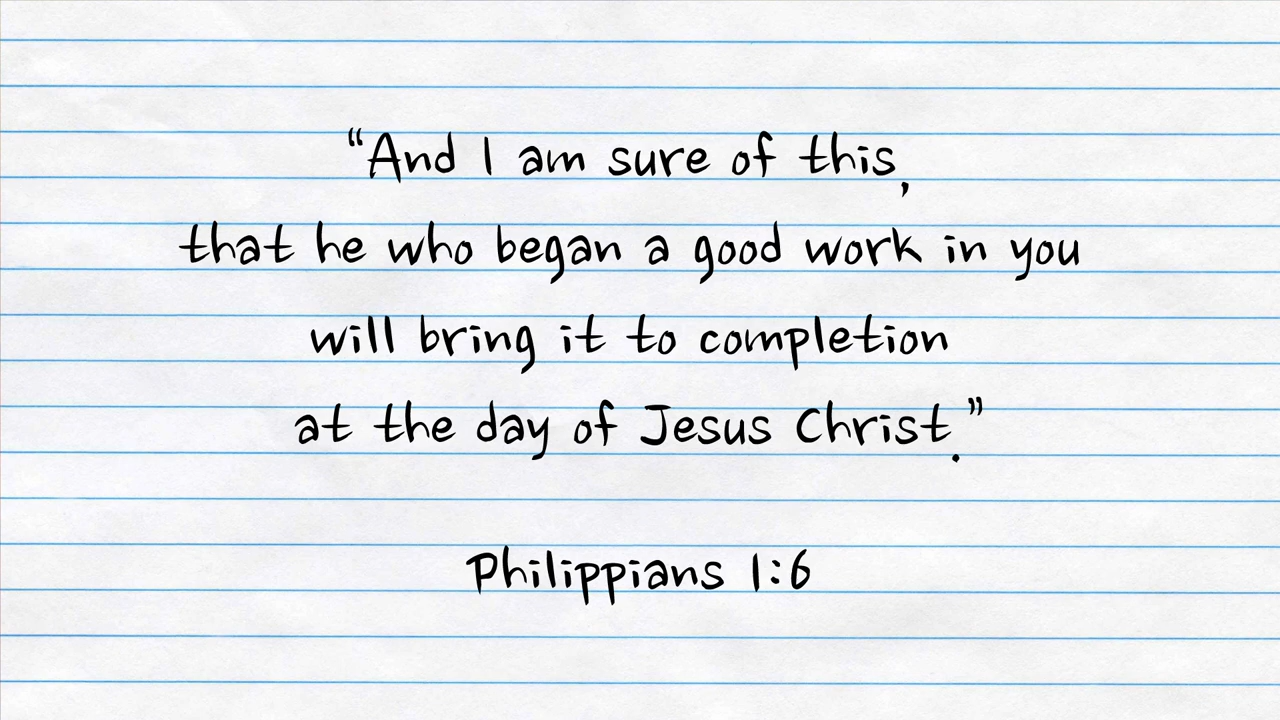 “And I am sure of this,
that he who began a good work in you
will bring it to completion
at the day of Jesus Christ.”
Philippians 1:6